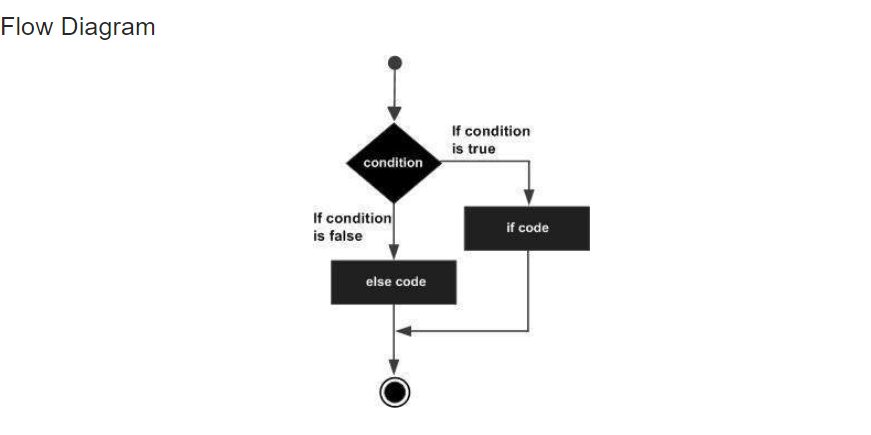 Flow Diagram
If condition
is true
condition
If condition
is false
if code
else code